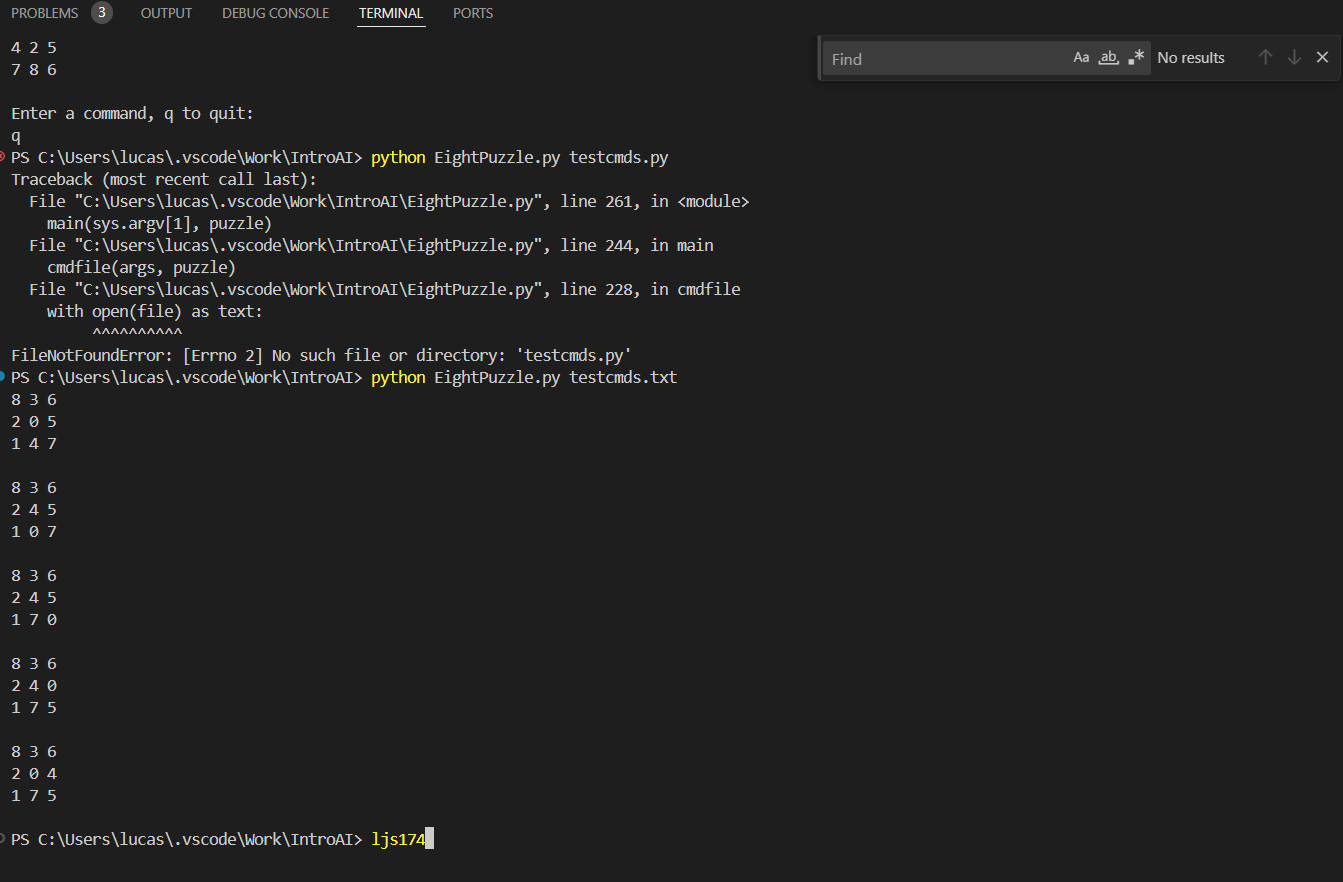 PROBLEMS 3 OUTPUT DEBUG CONSOLE TERMINAL PORTS
Find Aa ab .* No results
4 2 5
7 8 6
Enter a command, q to quit:
q
PS C:\Users\lucas\.vscode\Work\IntroAI> python EightPuzzle.py testcmds.py
Traceback (most recent call last):
  File "C:\Users\lucas\.vscode\Work\IntroAI\EightPuzzle.py", line 261, in <module>
    main(sys.argv[1], puzzle)
  File "C:\Users\lucas\.vscode\Work\IntroAI\EightPuzzle.py", line 244, in main
    cmdfile(args, puzzle)
  File "C:\Users\lucas\.vscode\Work\IntroAI\EightPuzzle.py", line 228, in cmdfile
    with open(file) as text:
         ^^^^^^^^^^
FileNotFoundError: [Errno 2] No such file or directory: 'testcmds.py'
PS C:\Users\lucas\.vscode\Work\IntroAI> python EightPuzzle.py testcmds.txt
8 3 6
2 0 5
1 4 7
8 3 6
2 4 5
1 0 7
8 3 6
2 4 5
1 7 0
8 3 6
2 4 0
1 7 5
8 3 6
2 0 4
1 7 5
PS C:\Users\lucas\.vscode\Work\IntroAI> ljs174